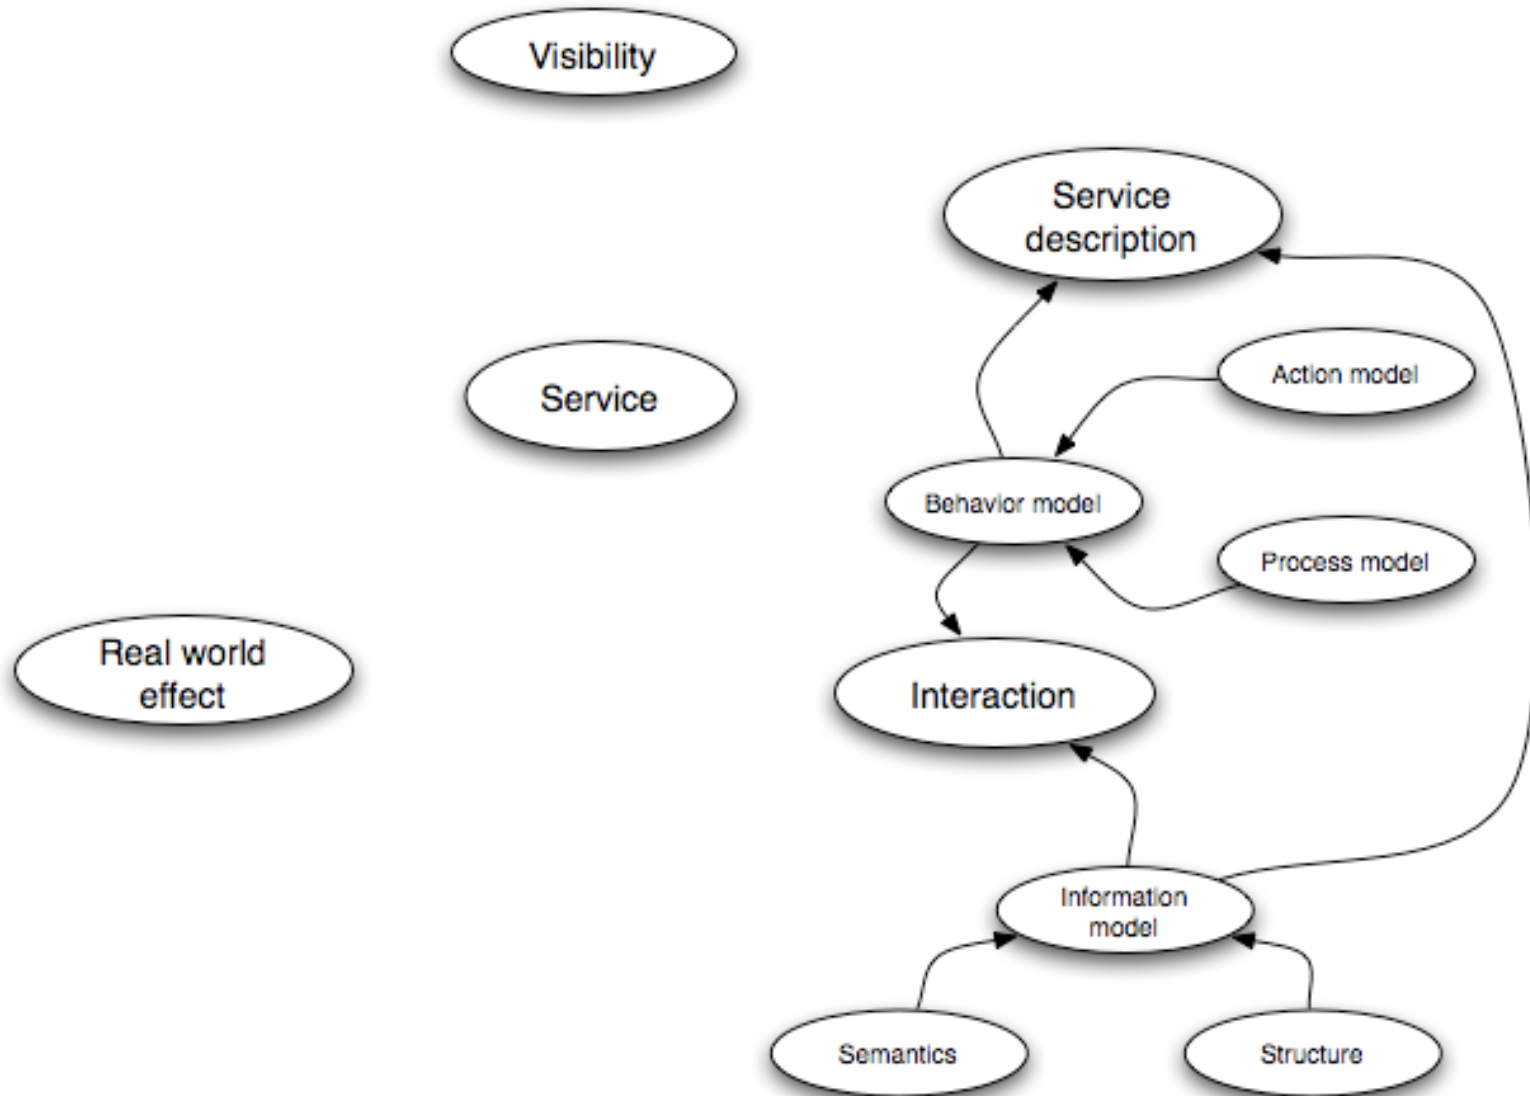 Visibility
Service
description
Action model
Service
Behavior model
Process model
Real world
effect
Interaction
Information
model
Semantics
Structure